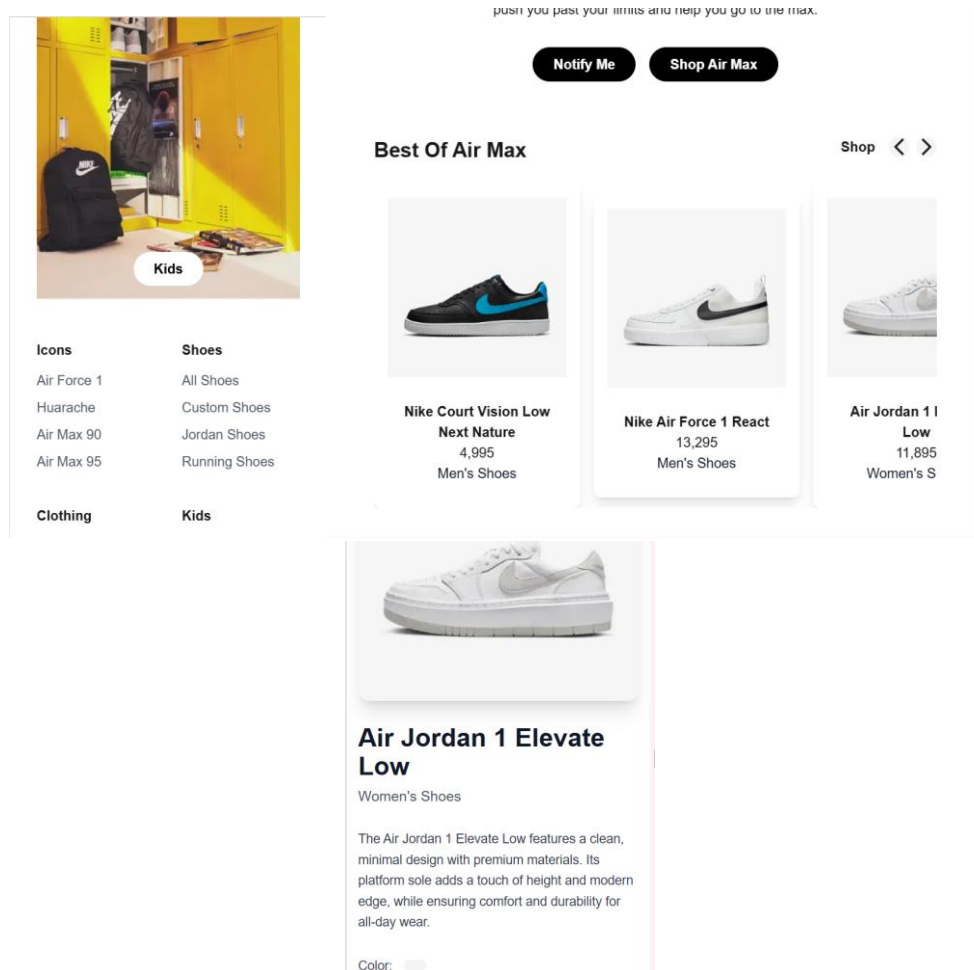 push you past your limits and help you go to the max.
Notify Me
Shop Air Max
NIKE
Kids
Best Of Air Max
Shop
Nike Court Vision Low
Next Nature
4,995
Men's Shoes
Nike Air Force 1 React
13,295
Men's Shoes
Air Jordan 1
Low
11,895
Women's S
Icons
Air Force 1
Huarache
Air Max 90
Air Max 95
Shoes
All Shoes
Custom Shoes
Jordan Shoes
Running Shoes
Clothing
Kids
Air Jordan 1 Elevate
Low
Women's Shoes
The Air Jordan 1 Elevate Low features a clean,
minimal design with premium materials. Its
platform sole adds a touch of height and modern
edge, while ensuring comfort and durability for
all-day wear.
Color: